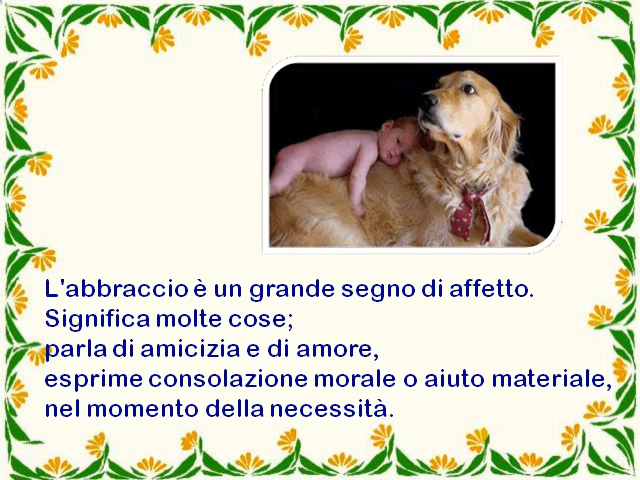 L'abbraccio è un grande segno di affetto.
Significa molte cose;
parla di amicizia e di amore,
esprime consolazione morale o aiuto materiale,
nel momento della necessità.